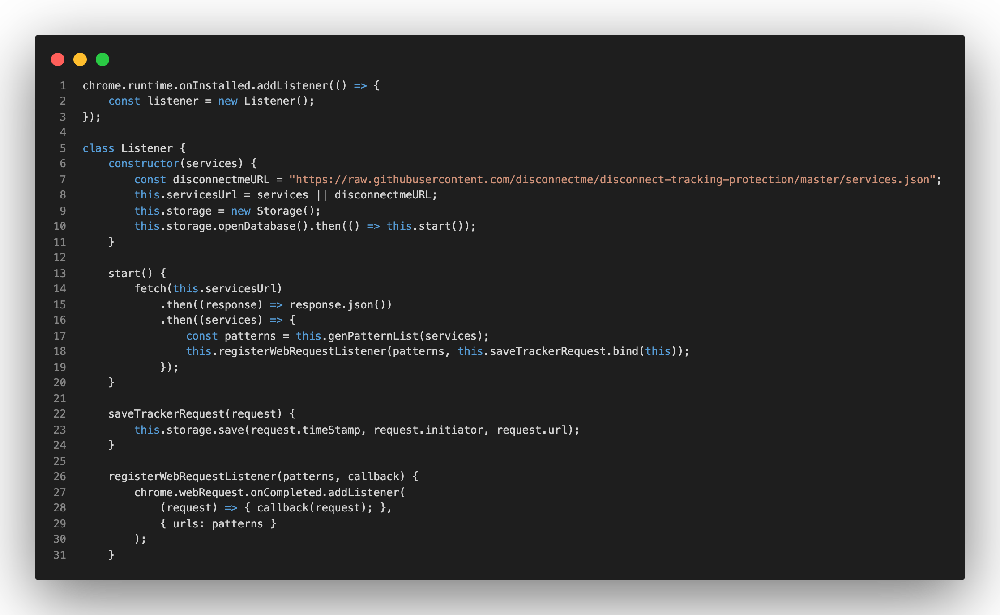 1 chrome.runtime.onInstalled.addListener(() => {
2     const listener = new Listener();
3 });
4
5 class Listener {
6     constructor(services) {
7         const disconnectmeURL = "https://raw.githubusercontent.com/disconnectme/disconnect-tracking-protection/master/services.json";
8         this.servicesUrl = services || disconnectmeURL;
9         this.storage = new Storage();
10         this.storage.openDatabase().then(() => this.start());
11     }
12
13     start() {
14         fetch(this.servicesUrl)
15             .then((response) => response.json())
16             .then((services) => {
17                 const patterns = this.genPatternList(services);
18                 this.registerWebRequestListener(patterns, this.saveTrackerRequest.bind(this));
19             });
20     }
21
22     saveTrackerRequest(request) {
23         this.storage.save(request.timeStamp, request.initiator, request.url);
24     }
25
26     registerWebRequestListener(patterns, callback) {
27         chrome.webRequest.onCompleted.addListener(
28             (request) => { callback(request); },
29             { urls: patterns }
30         );
31     }